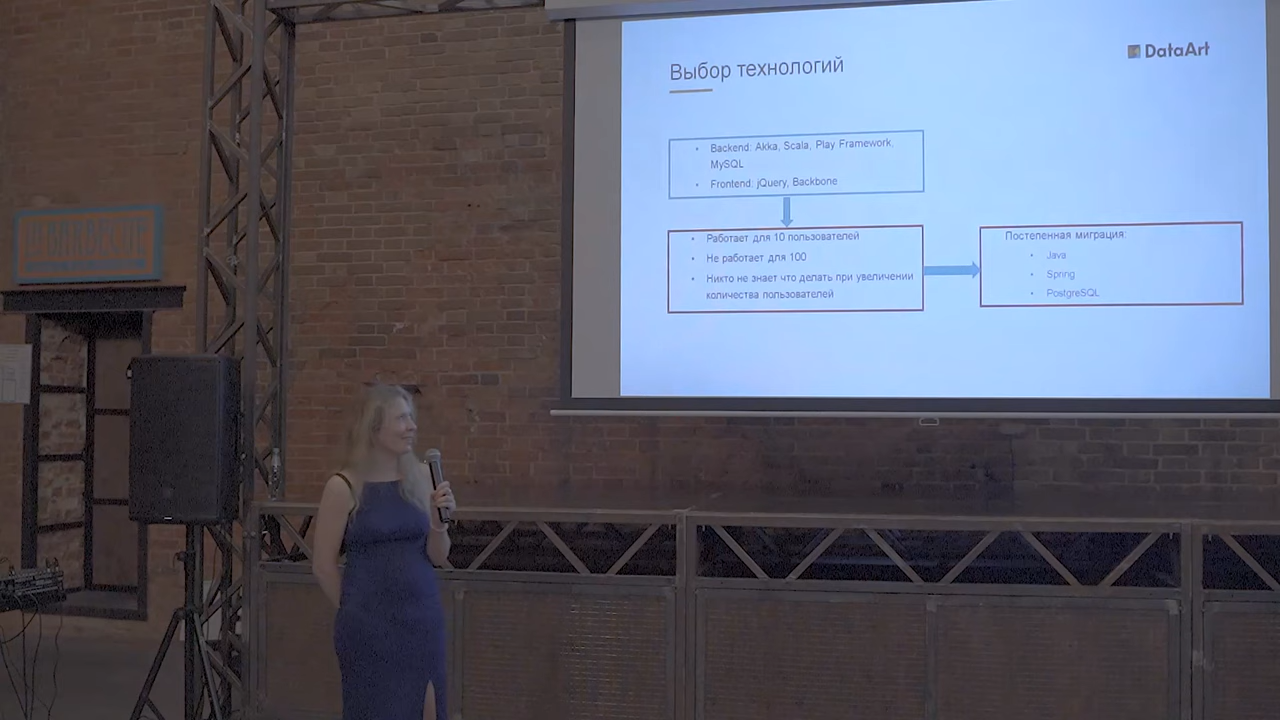 DataArt
Выбор технологий
• Backend: Akka, Scala, Play Framework,
MySQL
• Frontend: jQuery, Backbone
• Работает для 10 пользователей
• Не работает для 100
• Никто не знает что делать при увеличении
количества пользователей
Постепенная миграция:
• Java
• Spring
• PostgreSQL